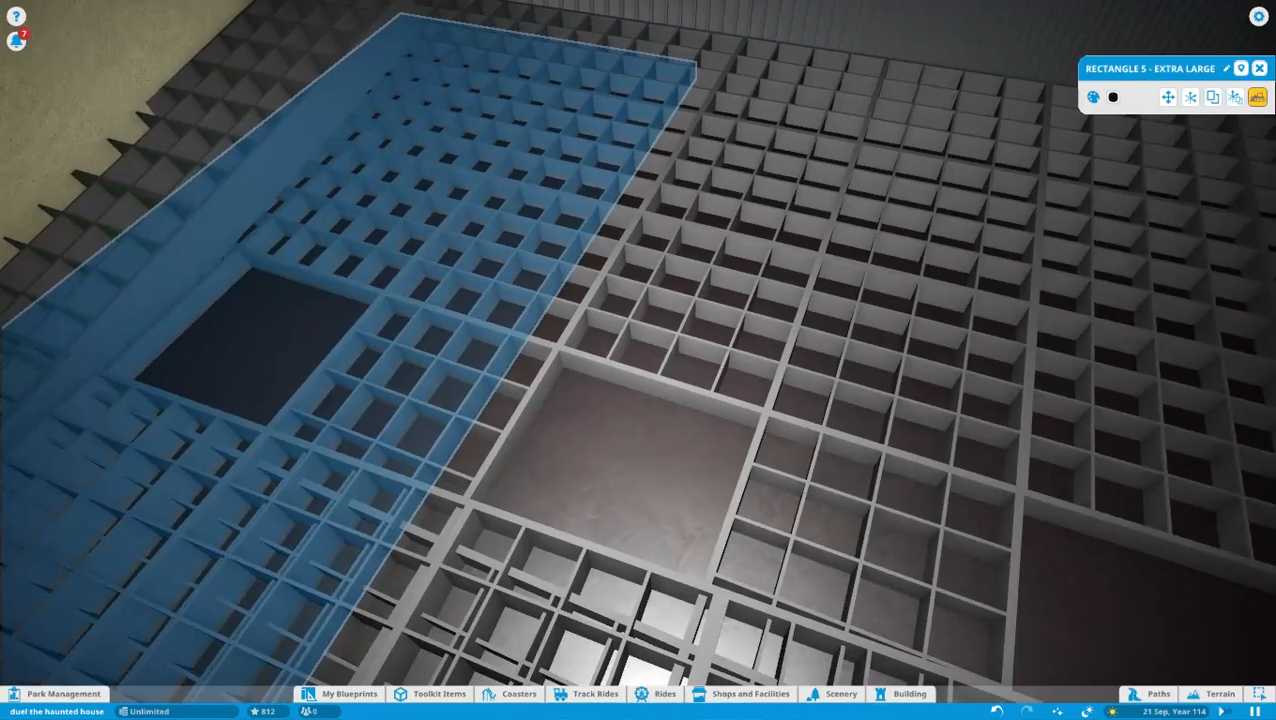 ?
7
RECTANGLE 5 - EXTRA LARGE
Park Management
My Blueprints
Toolkit Items
Coasters
Track Rides
Rides
Shops and Facilities
Scenery
Building
Paths
Terrain
duel the haunted house
Unlimited
812
0
21 Sep, Year 114